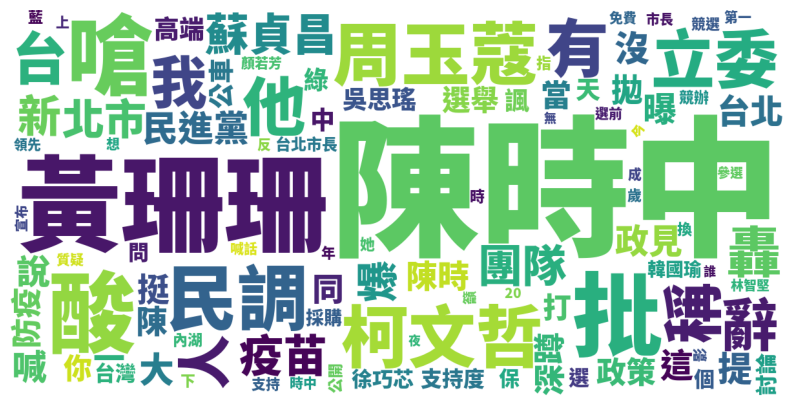 藍
上
高端
蘇貞昌
周玉蔻
有
沒
市長
競選
免費
第一
台
嗆
我
公車
顏若芳
綠
指
天
拋
立委
競辦
曝
台北
新北市
他
吳思瑤
選舉
諷
當
民進黨
中
無
選前
領先
想
反
台北市長
黃珊珊
陳時中
成
歲
參選
宣布
時
她
政見
換
轟
問
喊話
年
質疑
防疫
說
酸
挺
民調
同
爆
陳時
團隊
韓國瑜
誰
林智堅
陳
採購
額
20
打
批
稱
辭
內湖
柯文哲
喊
你
台灣
大
人
疫苗
公開
夜
深蹲
政策
這
個
提
討論
下
支持
時中
徐巧芯
支持度
保
選